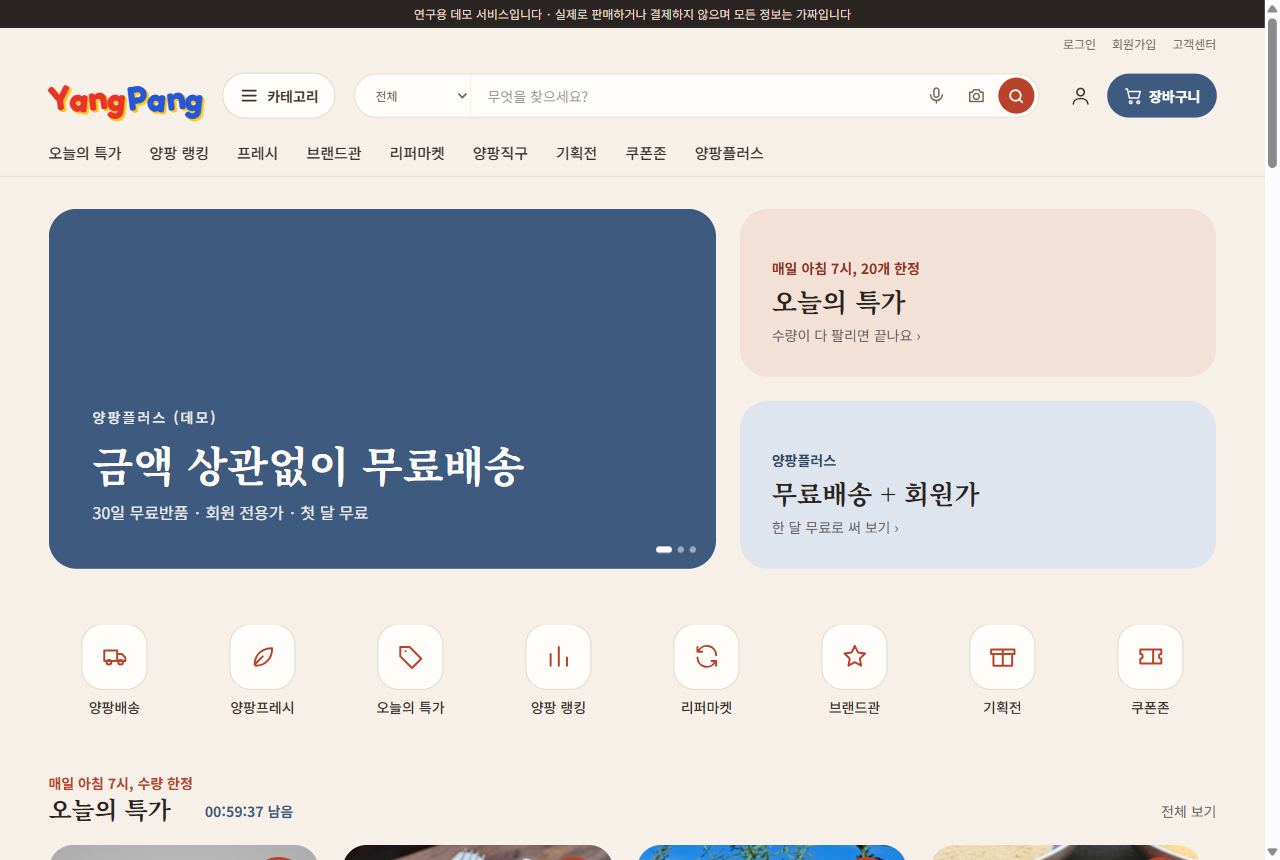 연구용 데모 서비스입니다 · 실제로 판매하거나 결제하지 않으며 모든 정보는 가짜입니다
로그인 회원가입 고객센터
YangPang 카테고리 전체 무엇을 찾으세요? 장바구니
오늘의 특가 양팡 랭킹 프레시 브랜드관 리퍼마켓 양팡직구 기획전 쿠폰존 양팡플러스
양팡플러스 (데모)
금액 상관없이 무료배송
30일 무료반품 · 회원 전용가 · 첫 달 무료
매일 아침 7시, 20개 한정
오늘의 특가
수량이 다 팔리면 끝나요 ›
양팡플러스
무료배송 + 회원가
한 달 무료로 써 보기 ›
양팡배송 양팡프레시 오늘의 특가 양팡 랭킹 리퍼마켓 브랜드관 기획전 쿠폰존
매일 아침 7시, 수량 한정
오늘의 특가 00:59:37 남음 전체 보기